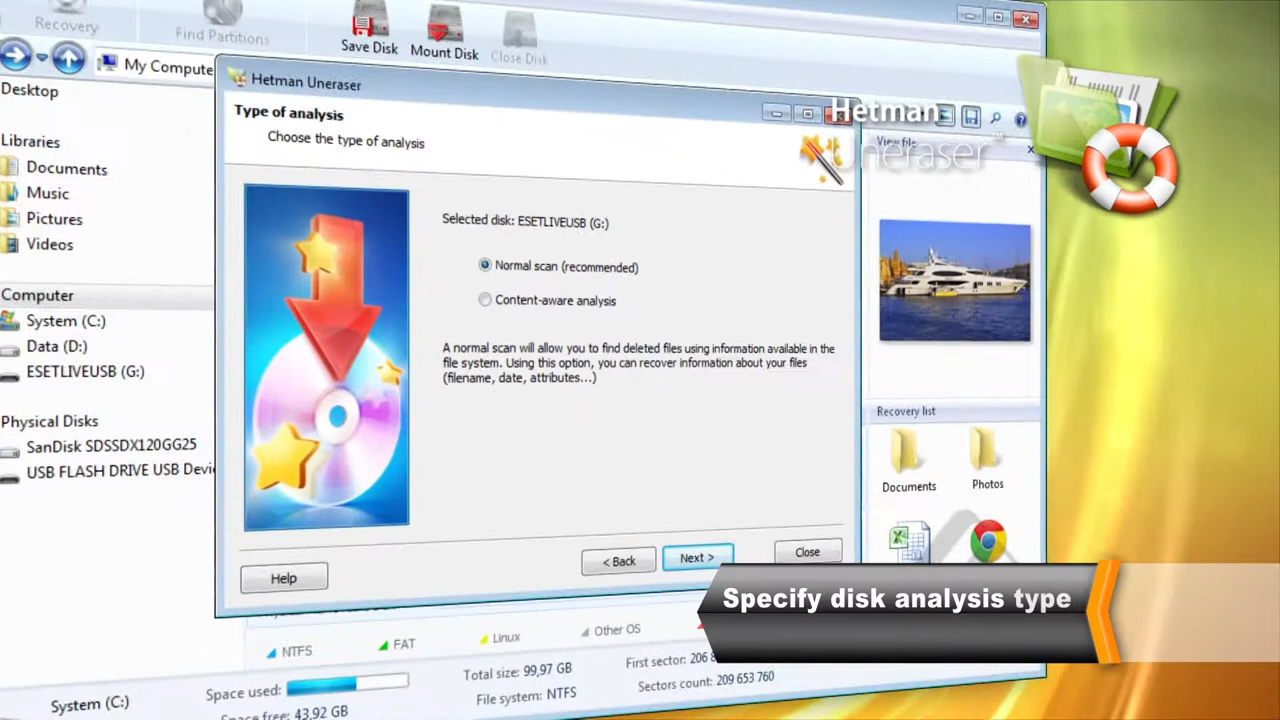 Recovery
Find Partitions
Save Disk
Mount Disk
Close Disk
My Compute
Desktop
Libraries
Documents
Music
Pictures
Videos
Computer
System (C:)
Data (D:)
ESETLIVEUSB (G:)
Physical Disks
SanDisk SDSSDX120GG25
USB FLASH DRIVE USB Devi
Hetman Uneraser
Type of analysis
Choose the type of analysis
Selected disk: ESETLIVEUSB (G:)
Normal scan (recommended)
Content-aware analysis
A normal scan will allow you to find deleted files using information available in the
file system. Using this option, you can recover information about your files
(filename, date, attributes...)
Help
< Back
Next >
Close
Hetman
Uneraser™
View file
Recovery list
Documents
Photos
Specify disk analysis type
NTFS
FAT
Linux
Other OS
System (C:)
Space used:
Space free: 43,92 GB
Total size: 99,97 GB
File system: NTFS
First sector: 206 8
Sectors count: 209 653 760